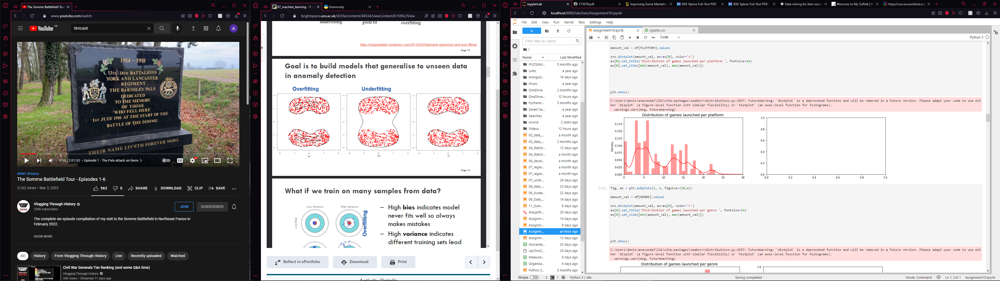 The Somme Battlefield Tour
www.youtube.com/watch
YouTube GB
timcast
A
1914 - 1918
13TH\14TH BATTALIONS
YORK AND LANCASTER
REGIMENT
THE BARNSLEY PALS
DEDICATED
TO THE MEMORY
OF THOSE
WHO FELL HERE
1ST JULY 1916 AT THE START OF THE
BATTLE OF THE SOMME
THEIR NAME LIV'ETH FOREVER MORE.
9:10 / 2:01:52 • Episode 1 - The Pals attack on Serre
CC
#WW1 #History
The Somme Battlefield Tour - Episodes 1-6
3,162 views • Mar 2, 2022
562
0
SHARE
DOWNLOAD
CLIP
SAVE
Vogging Through History
256K subscribers
JOIN
SUBSCRIBED
The complete six episode compliation of my visit to the Somme Battlefield in Northeast France in
February 2022.
SHOW MORE
All
History
From Vlogging Through History
Live
Recently uploaded
Watched
Civil War Generals Tier Ranking (and some Q&A time)
Vlogging Through History
34K views • Streamed 11 days ago
07_machine_learning - 1 -
Grammarly
brightspace.uos.ac.uk/d2l/le/content/44534/viewContent/615962/View
underfitting
good fit
overfitting
https://shapeofdata.wordpress.com/2013/03/26/general-regression-and-over-fitting/
Page 15
Goal is to build models that generalise to unseen data
in anomaly detection
Overfitting
Underfitting
-2 -1 0 1 2
(a)
-2 -1 0 1 2
(b)
-2 -1 0 1 2
(c)
Page 16
What if we train on many samples from data?
Low Variance
High Variance
Low Bias
Overfitting
– High bias indicates model
never fits well so always
makes mistakes
– High variance indicates
different training sets lead
Reflect in ePortfolio
Download
Print
Activity Details
JupyterLab
175078.pdf
Improving Game Marketing
IEEE Xplore Full-Text PDF:
IEEE Xplore Full-Text PDF:
Data mining for item recom
Welcome to My Suffolk | M
https://uos.on.worldcat.org
localhost:8888/lab/tree/Assignment10.ipynb
File Edit View Run Kernel Tabs Settings Help
Filter files by name
/
Name
Last Modified
IPLDSAM... 5 months ago
Links a year ago
mongod... 16 days ago
Music a year ago
OneDrive 2 months ago
OneDrive... 12 hours ago
Pycharm... 5 months ago
Saved Ga... a year ago
Searches a year ago
source 2 years ago
Videos 12 hours ago
03_data_... a month ago
03_data_... 2 months ago
04_Statist... 12 days ago
04_Statist... a month ago
06_decisi... a month ago
07_regre... a month ago
07_regre... a month ago
07_unstr... 24 days ago
08_data_... 23 days ago
09_cluste... 22 days ago
09_Data_... 14 days ago
11_Sum... 9 days ago
AraujoRi... 20 days ago
Assignm... 14 days ago
Assignm... 9 days ago
Assignm... an hour ago
Assignm... 12 days ago
Groceries... 23 days ago
JayChoiC... 20 days ago
Measure... 9 days ago
Organisa... 9 days ago
Python_t... 5 months ago
Assignment10.ipynb
vgsales.csv
Code
Python 3
amount_val = df[PLATFORM].values
sns.distplot(amount_val, ax=ax[0], color='r')
ax[0].set_title('Distribution of games launched per platform ', fontsize=14)
ax[0].set_xlim([min(amount_val), max(amount_val)])
plt.show()
C:\Users\denis\anaconda3\lib\site-packages\seaborn\distributions.py:2557: FutureWarning: `distplot` is a deprecated function and will be removed in a future version. Please adapt your code to use eit
her `displot` (a figure-level function with similar flexibility) or `histplot` (an axes-level function for histograms).
warnings.warn(msg, FutureWarning)
Distribution of games launched per platform
Density
0.175
0.150
0.125
0.100
0.075
0.050
0.025
0.000
0 5 10 15 20 25 30
1.0
0.8
0.6
0.4
0.2
0.0
0.0 0.2 0.4 0.6 0.8 1.0
[19]:
fig, ax = plt.subplots(1, 2, figsize=(18,4))
amount_val = df[GENRE].values
sns.distplot(amount_val, ax=ax[0], color='r')
ax[0].set_title('Distribution of games launched per genre ', fontsize=14)
ax[0].set_xlim([min(amount_val), max(amount_val)])
plt.show()
C:\Users\denis\anaconda3\lib\site-packages\seaborn\distributions.py:2557: FutureWarning: `distplot` is a deprecated function and will be removed in a future version. Please adapt your code to use eit
her `displot` (a figure-level function with similar flexibility) or `histplot` (an axes-level function for histograms).
warnings.warn(msg, FutureWarning)
Distribution of games launched per genre
1.0
Simple
0
1
Python 3 | Idle
Saving completed
Mode: Command
Ln 1, Col 1
Assignment10.ipynb